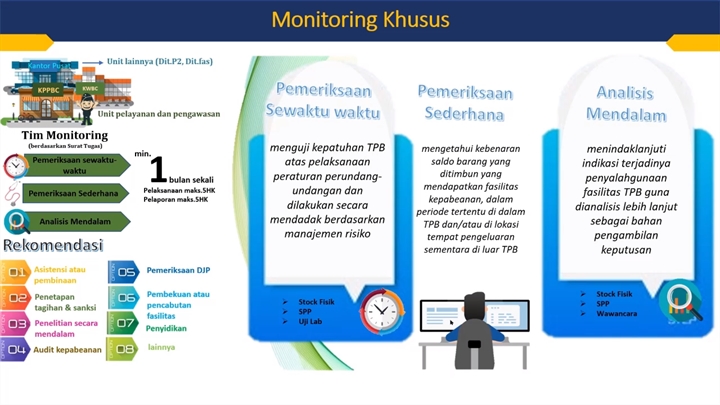 Monitoring Khusus
Unit lainnya (Dit.P2, Dit.fas)
Kantor Pusat
KPPBC
KWBC
Unit pelayanan dan pengawasan
Tim Monitoring
(berdasarkan Surat Tugas)
Pemeriksaan sewaktu-
waktu
Pemeriksaan Sederhana
Analisis Mendalam
min.
1 bulan sekali
Pelaksanaan maks.5HK
Pelaporan maks.5HK
Rekomendasi
01
Asistensi atau
pembinaan
02
Penetapan
tagihan & sanksi
03
Penelitian secara
mendalam
04
Audit kepabeanan
05
Pemeriksaan DJP
06
Pembekuan atau
pencabutan
fasilitas
07
Penyidikan
08
lainnya
Pemeriksaan
Sewaktu waktu
menguji kepatuhan TPB
atas pelaksanaan
peraturan perundang-
undangan dan
dilakukan secara
mendadak berdasarkan
manajemen risiko
➢ Stock Fisik
➢ SPP
➢ Uji Lab
Pemeriksaan
Sederhana
mengetahui kebenaran
saldo barang yang
ditimbun yang
mendapatkan fasilitas
kepabeanan, dalam
periode tertentu di dalam
TPB dan/atau di lokasi
tempat pengeluaran
sementara di luar TPB
Analisis
Mendalam
menindaklanjuti
indikasi terjadinya
penyalahgunaan
fasilitas TPB guna
dianalisis lebih lanjut
sebagai bahan
pengambilan
keputusan
➢ Stock Fisik
➢ SPP
➢ Wawancara